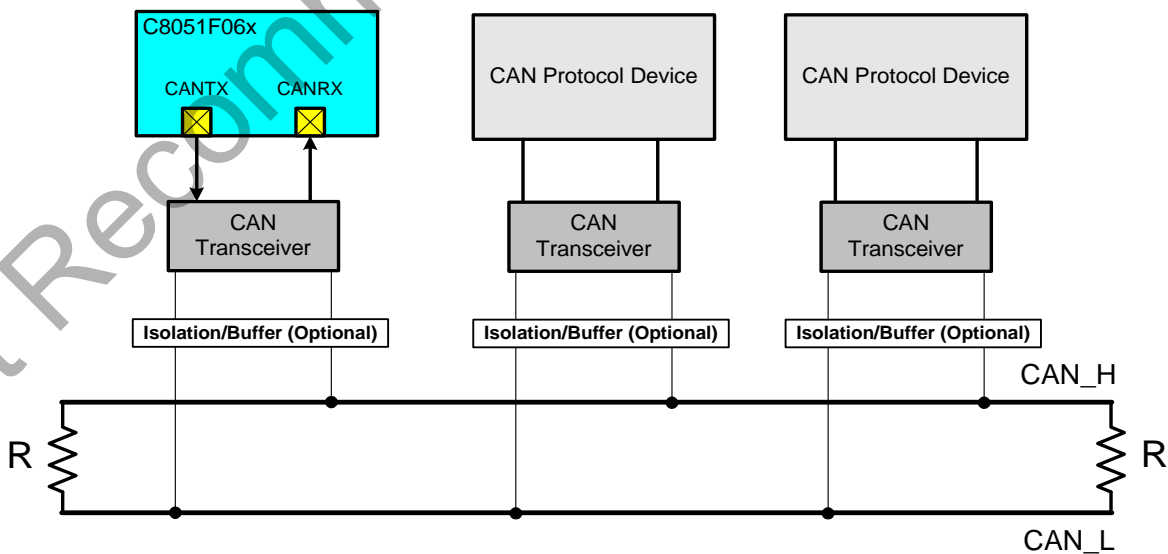 C8051F06x
CANTX
CANRX
CAN Protocol Device
CAN Protocol Device
CAN
Transceiver
CAN
Transceiver
CAN
Transceiver
Isolation/Buffer (Optional)
Isolation/Buffer (Optional)
Isolation/Buffer (Optional)
CAN_H
R
R
CAN_L